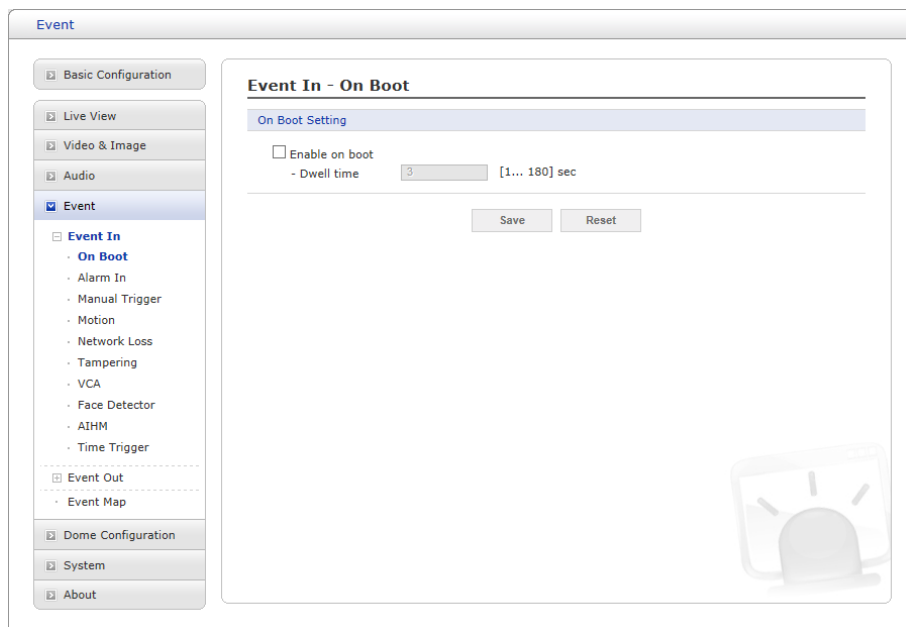 Event
Basic Configuration
Live View
Video & Image
Audio
Event
Event In
On Boot
Alarm In
Manual Trigger
Motion
Network Loss
Tampering
VCA
Face Detector
AIHM
Time Trigger
Event Out
Event Map
Dome Configuration
System
About
Event In - On Boot
On Boot Setting
Enable on boot
- Dwell time 3 [1... 180] sec
Save Reset